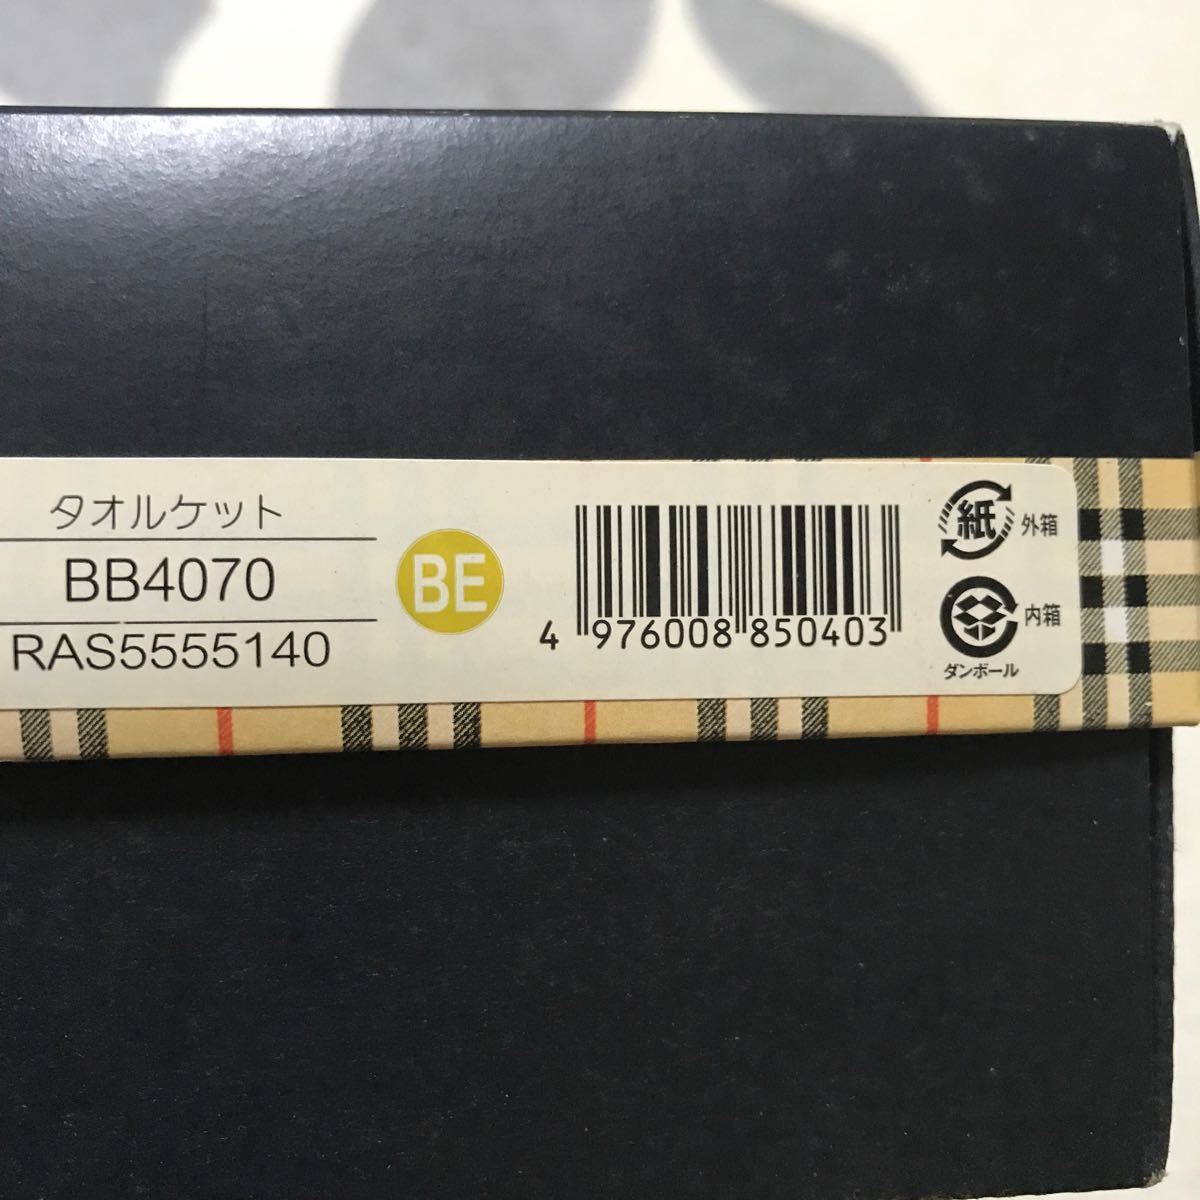 タオルケット
BB4070
RAS5555140
BE
4 976008 850403
紙 外箱
内箱
ダンボール